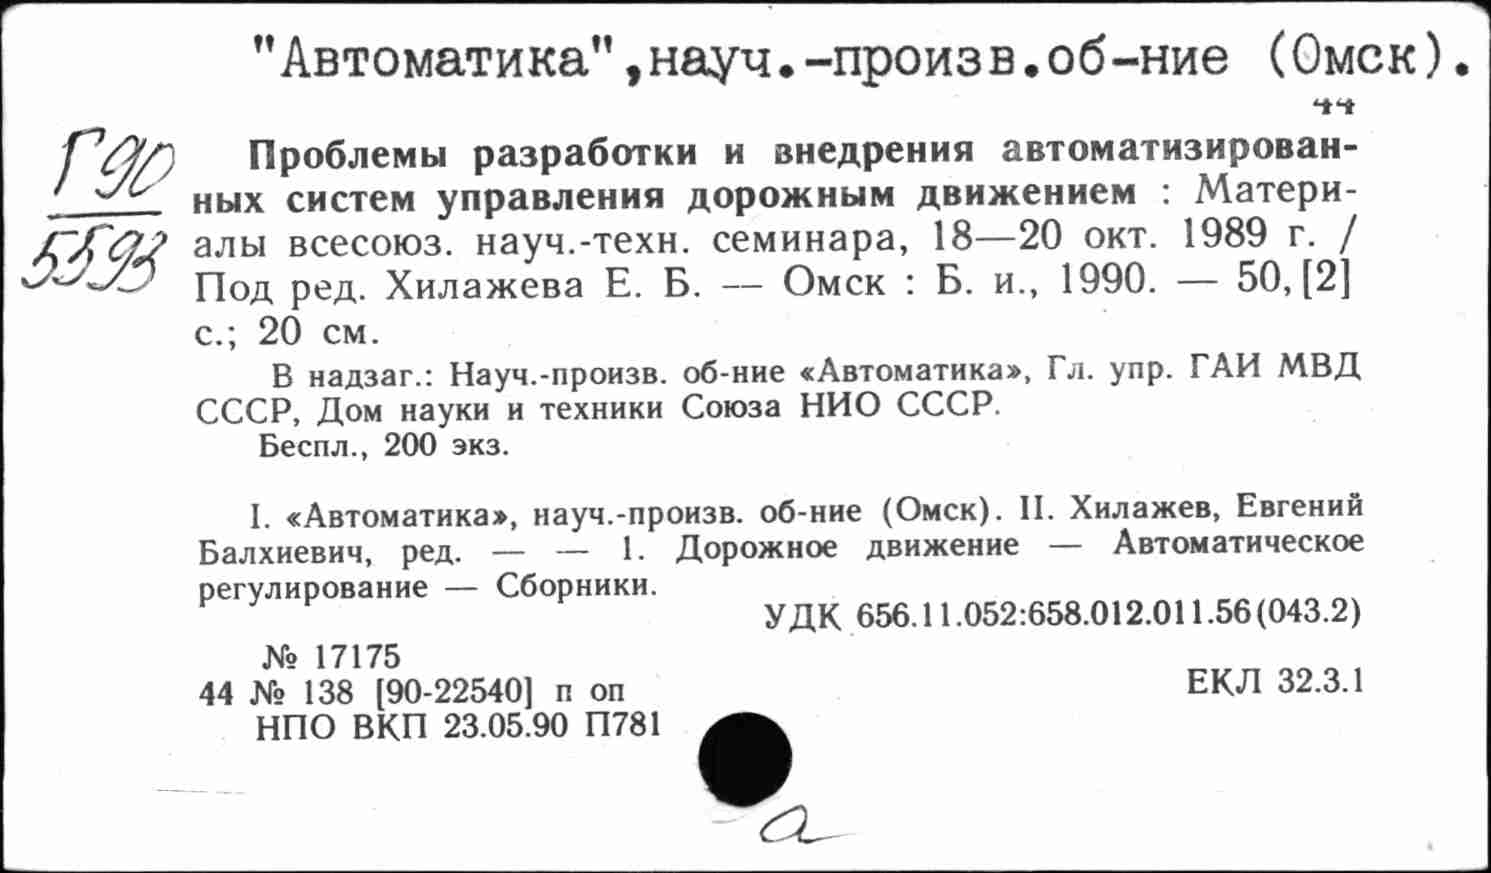 "Автоматика",науч.-произв.об-ние (Омск).
44
Г90
5593
Проблемы разработки и внедрения автоматизирован-
ных систем управления дорожным движением : Матери-
алы всесоюз. науч.-техн. семинара, 18—20 окт. 1989 г. /
Под ред. Хилажева Е. Б. — Омск : Б. и., 1990. — 50, [2]
с.; 20 см.
В надзаг.: Науч.-произв. об-ние «Автоматика», Гл. упр. ГАИ МВД
СССР, Дом науки и техники Союза НИО СССР.
Беспл., 200 экз.
I. «Автоматика», науч.-произв. об-ние (Омск). II. Хилажев, Евгений
Балхиевич, ред. — — 1. Дорожное движение — Автоматическое
регулирование — Сборники.
УДК 656.11.052:658.012.011.56(043.2)
№ 17175
44 № 138 [90-22540] п оп
ЕКЛ 32.3.1
НПО ВКП 23.05.90 П781
а